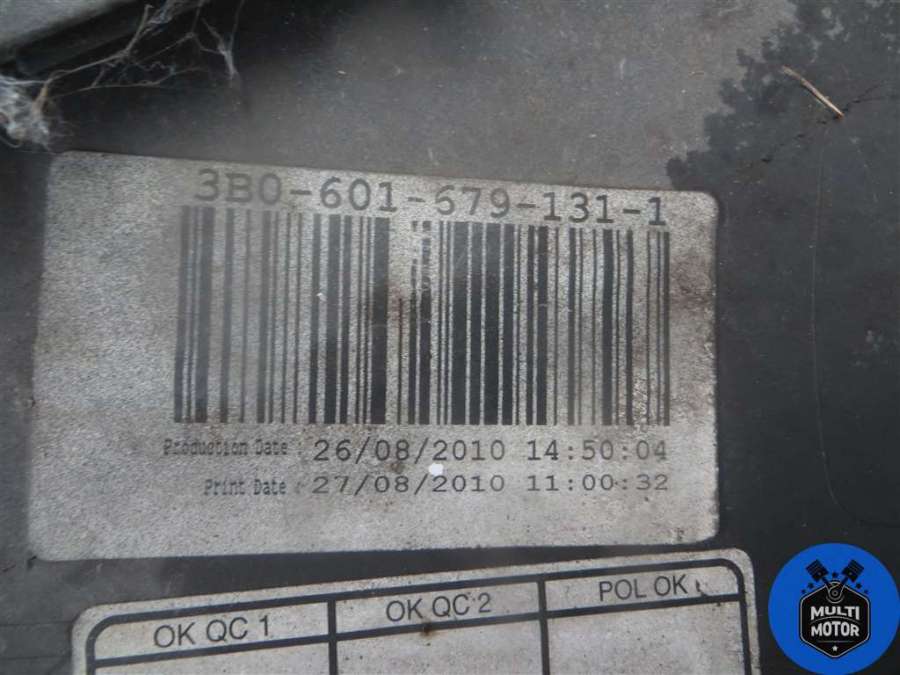 3B0-601-679-131-1
Production Date : 26/08/2010 14:50:04
Print Date : 27/08/2010 11:00:32
OK QC 1 OK QC 2 POL OK
MULTI
MOTOR